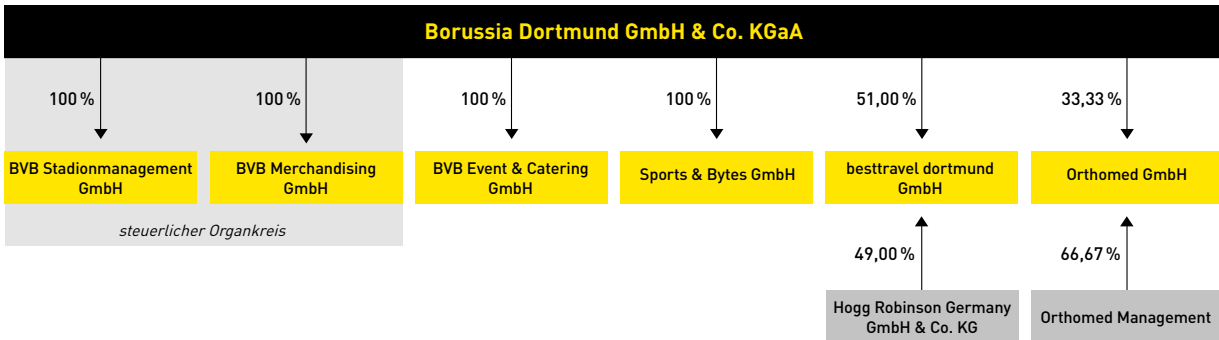 Borussia Dortmund GmbH & Co. KGaA
100 %
100 %
100 %
100 %
51,00 %
33,33 %
BVB Stadionmanagement
GmbH
BVB Merchandising
GmbH
BVB Event & Catering
GmbH
Sports & Bytes GmbH
besttravel dortmund
GmbH
Orthomed GmbH
steuerlicher Organkreis
49,00 %
66,67 %
Hogg Robinson Germany
GmbH & Co. KG
Orthomed Management